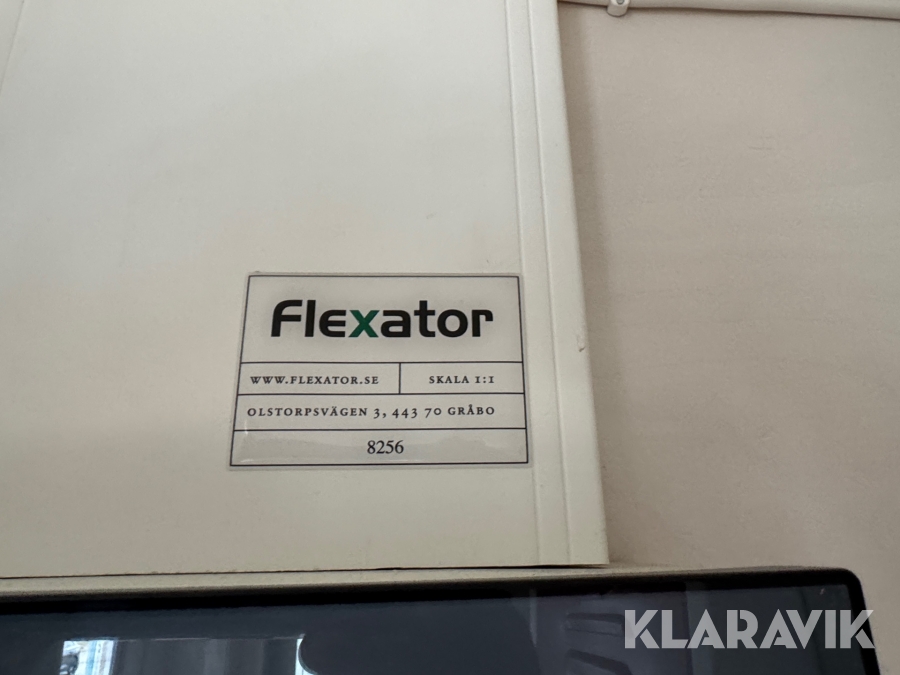 Flexator
WWW.FLEXATOR.SE
SKALA 1:1
OLSTORPSVÄGEN 3, 443 70 GRÅBO
8256
KLARAVIK